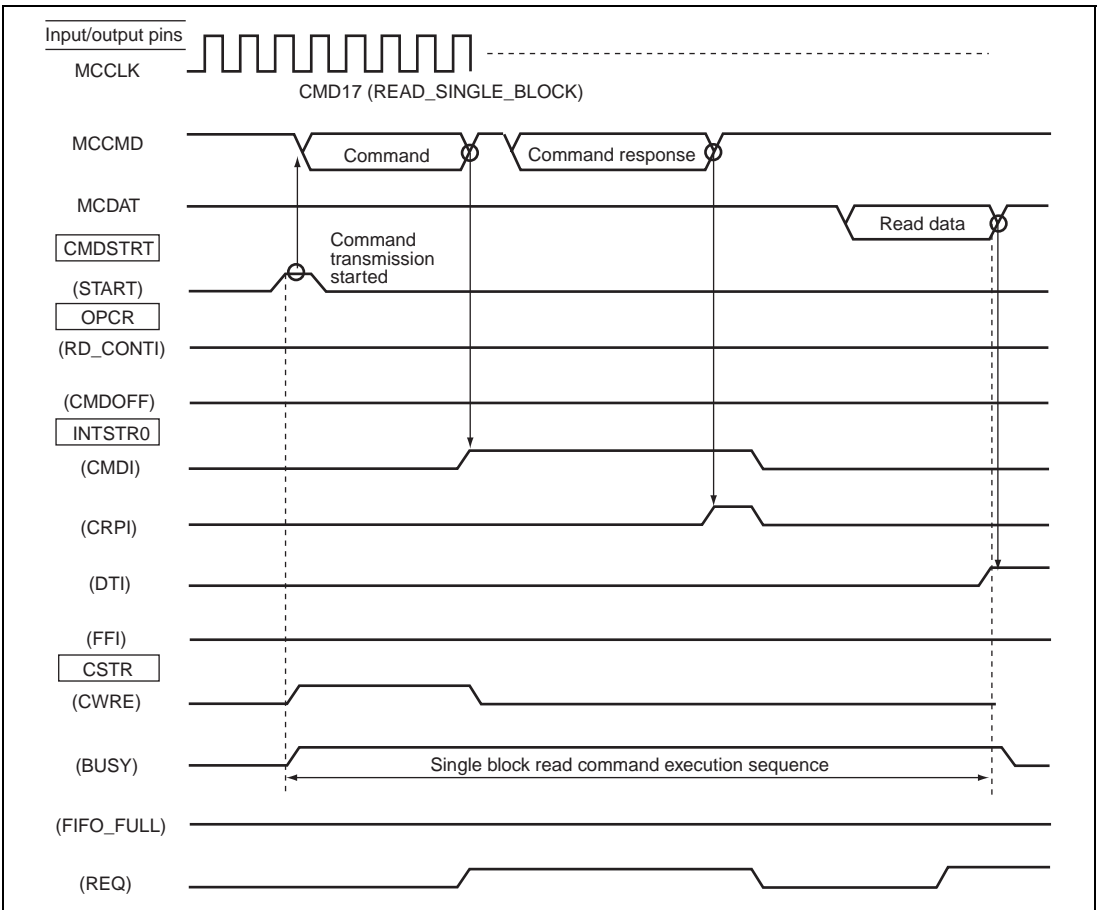 Input/output pins
MCCLK
CMD17 (READ_SINGLE_BLOCK)
MCCMD
Command
Command response
MCDAT
Read data
CMDSTRT
Command
transmission
started
(START)
OPCR
(RD_CONTI)
(CMDOFF)
INTSTR0
(CMDI)
(CRPI)
(DTI)
(FFI)
CSTR
(CWRE)
(BUSY)
Single block read command execution sequence
(FIFO_FULL)
(REQ)